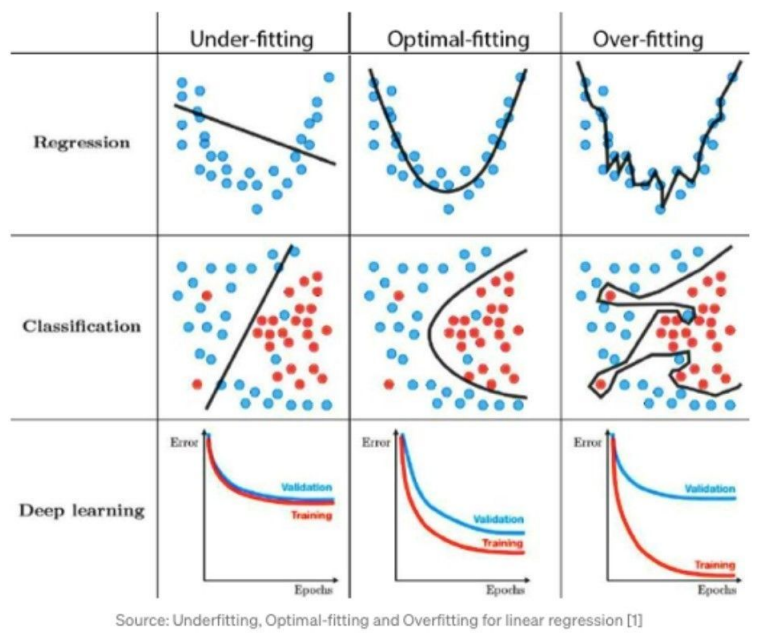 Under-fitting
Optimal-fitting
Over-fitting
Regression
Classification
Deep learning
Error
Validation
Training
Epochs
Error
Validation
Training
Epochs
Error
Validation
Training
Epochs
Source: Underfitting, Optimal-fitting and Overfitting for linear regression [1]